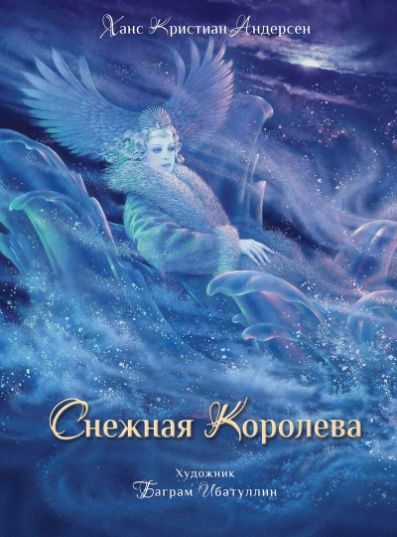 Ханс Кристиан Андерсен
Снежная Королева
Художник
Баграм Ибатуллин